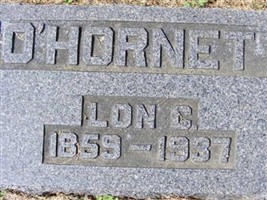 D'HORNET
LON C.
1859 – 1937